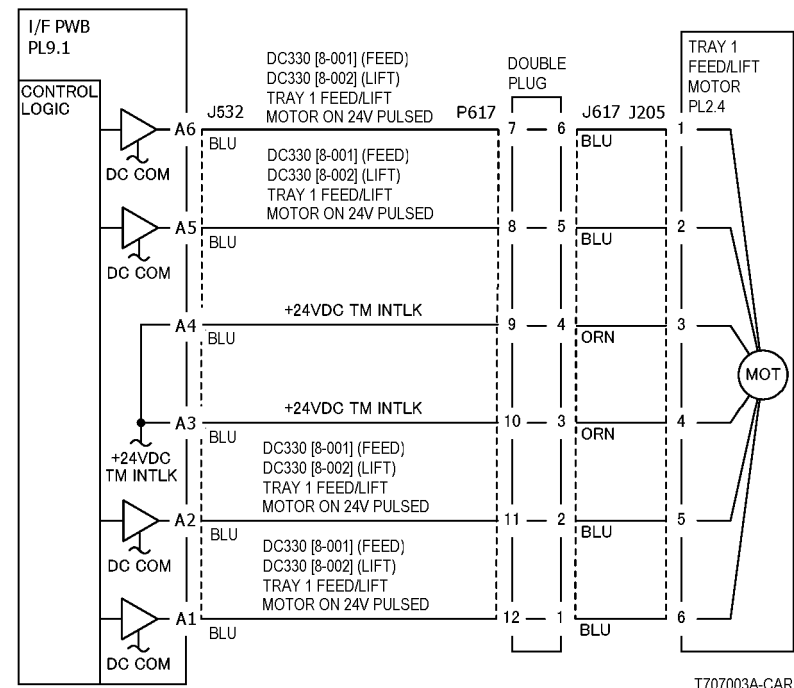 I/F PWB
PL9.1
CONTROL
LOGIC
DC330 [8-001] (FEED)
DC330 [8-002] (LIFT)
TRAY 1 FEED/LIFT
MOTOR ON 24V PULSED
DOUBLE
PLUG
TRAY 1
FEED/LIFT
MOTOR
PL2.4
A6 J532 P617 7 6 J617 J205 1
BLU BLU
DC COM
DC330 [8-001] (FEED)
DC330 [8-002] (LIFT)
TRAY 1 FEED/LIFT
MOTOR ON 24V PULSED
A5 8 5 2
BLU BLU
DC COM
+24VDC TM INTLK
A4 9 4 3
BLU ORN
MOT
+24VDC TM INTLK
A3 10 3 4
BLU ORN
+24VDC
TM INTLK
DC330 [8-001] (FEED)
DC330 [8-002] (LIFT)
TRAY 1 FEED/LIFT
MOTOR ON 24V PULSED
A2 11 2 5
BLU BLU
DC COM
DC330 [8-001] (FEED)
DC330 [8-002] (LIFT)
TRAY 1 FEED/LIFT
MOTOR ON 24V PULSED
A1 12 1 6
BLU BLU
DC COM
T707003A-CAR